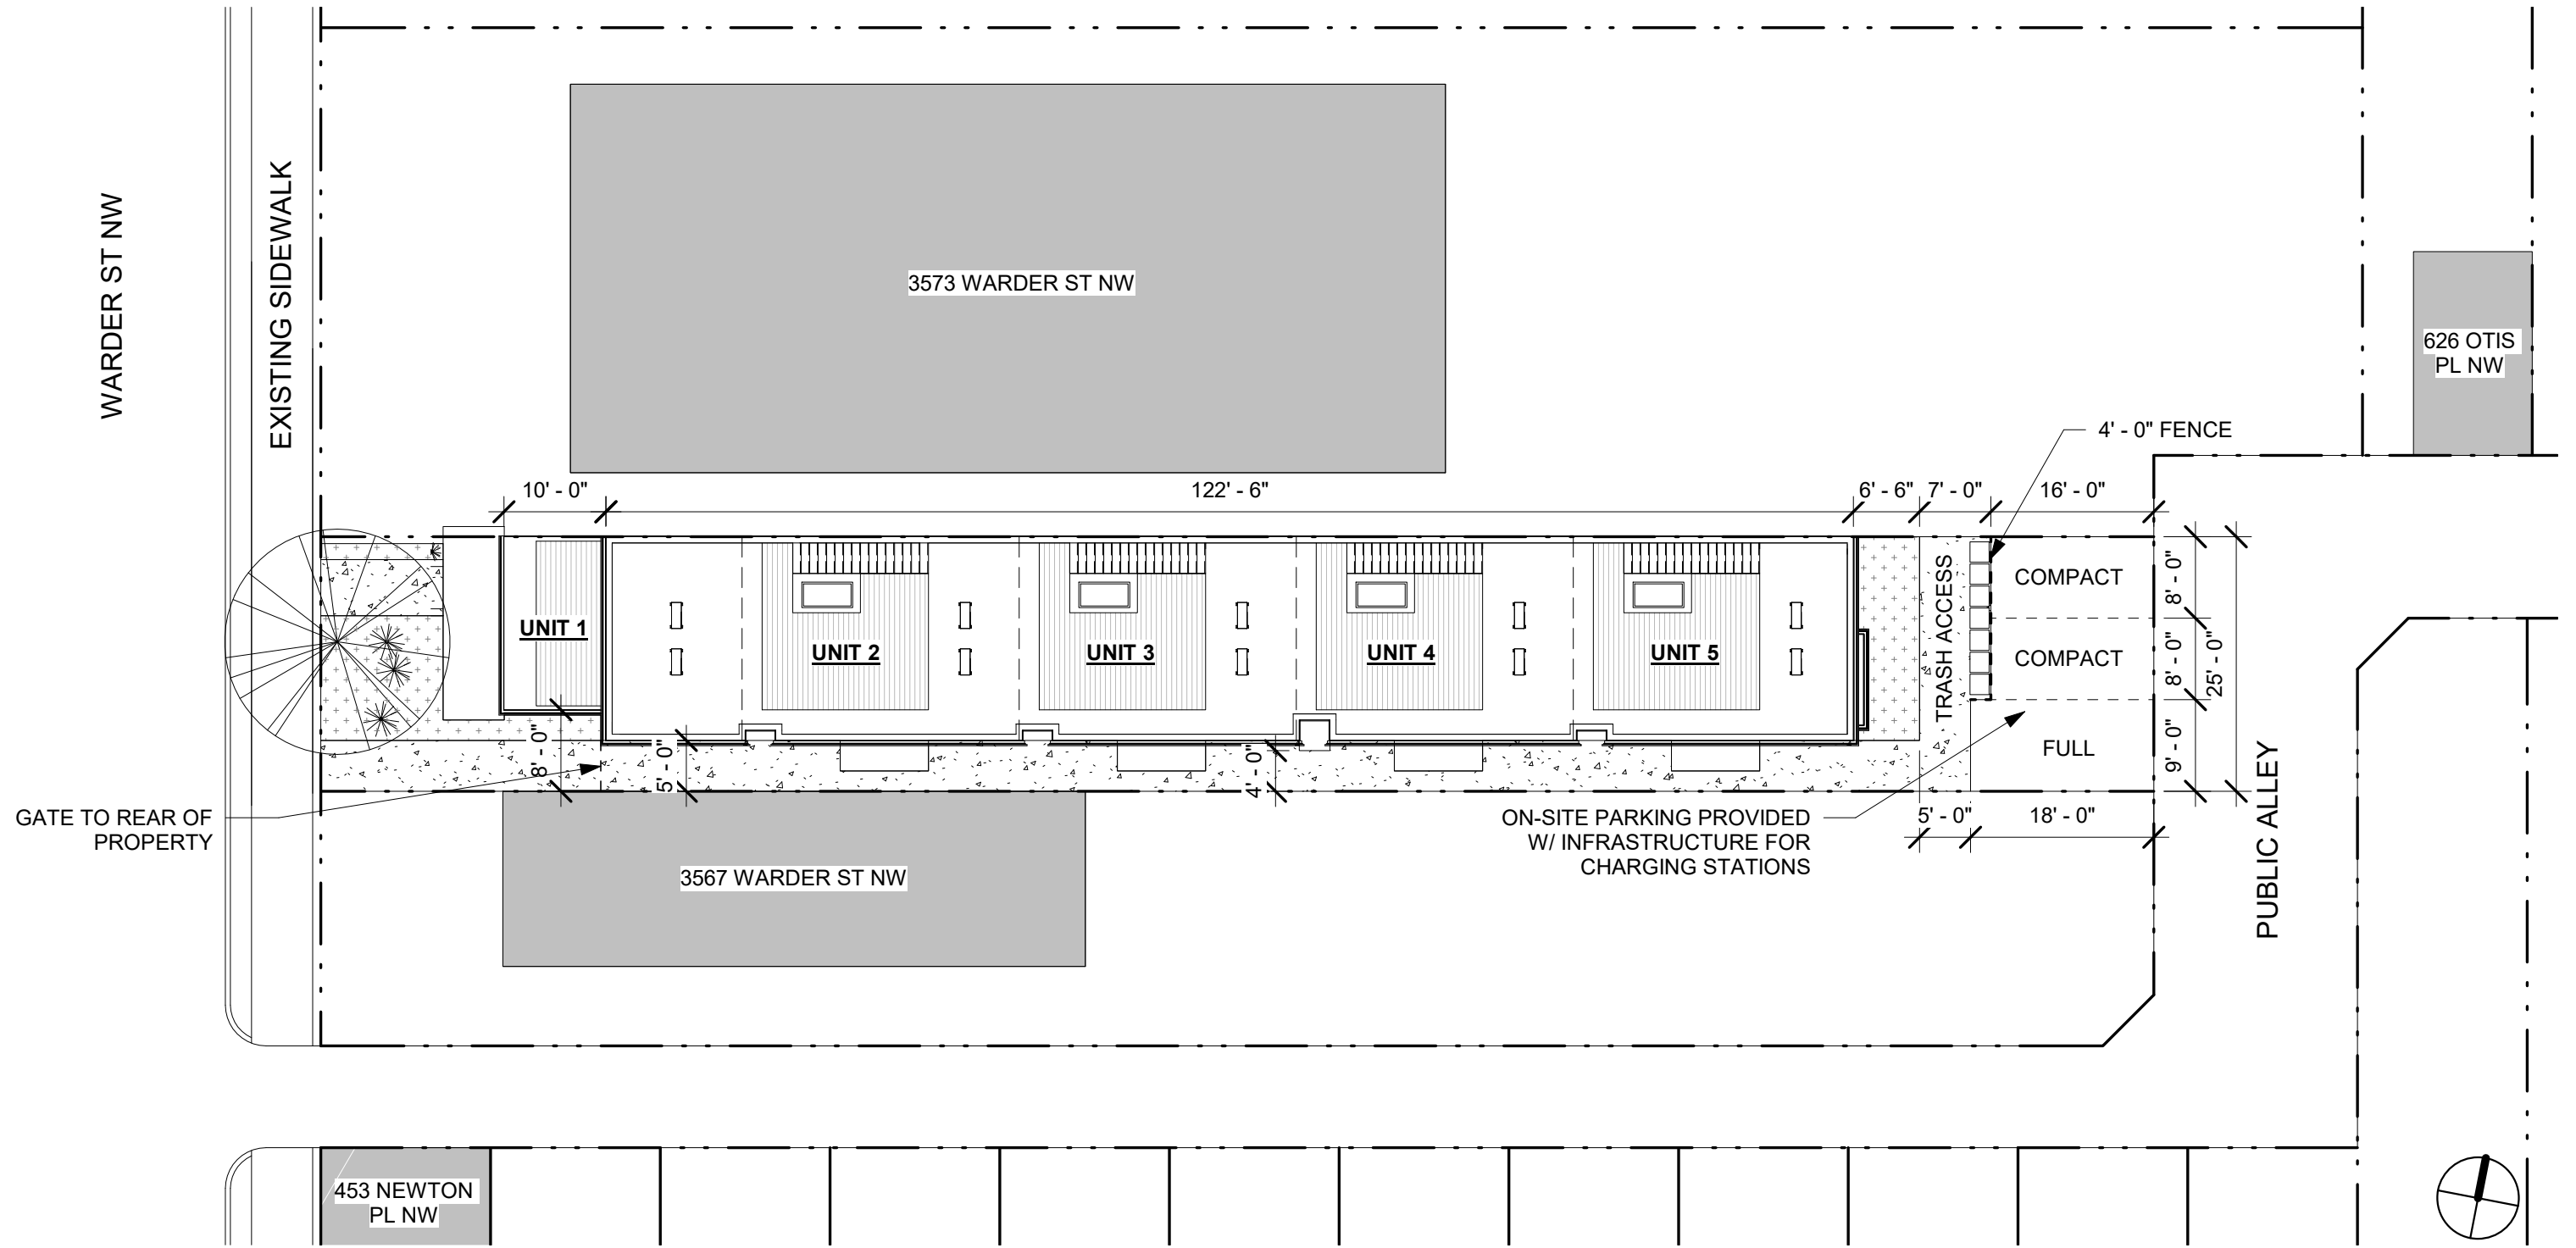 WARDER ST NW
EXISTING SIDEWALK
3573 WARDER ST NW
626 OTIS
PL NW
4' - 0" FENCE
10' - 0"
122' - 6"
6' - 6"
7' - 0"
16' - 0"
UNIT 1
UNIT 2
UNIT 3
UNIT 4
UNIT 5
TRASH ACCESS
COMPACT
COMPACT
FULL
8' - 0"
8' - 0"
9' - 0"
25' - 0"
8' - 0"
5' - 0"
4' - 0"
GATE TO REAR OF
PROPERTY
ON-SITE PARKING PROVIDED
W/ INFRASTRUCTURE FOR
CHARGING STATIONS
5' - 0"
18' - 0"
PUBLIC ALLEY
3567 WARDER ST NW
453 NEWTON
PL NW